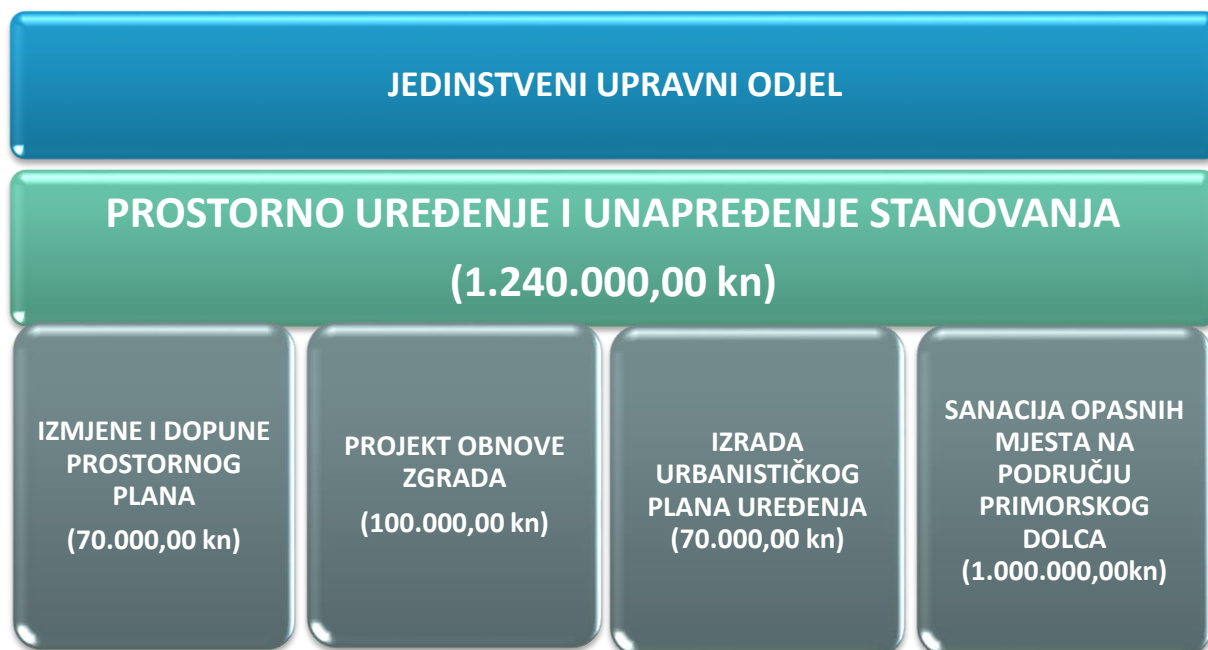 JEDINSTVENI UPRAVNI ODJEL
PROSTORNO UREĐENJE I UNAPREĐENJE STANOVANJA
(1.240.000,00 kn)
IZMJENE I DOPUNE
PROSTORNOG
PLANA
(70.000,00 kn)
PROJEKT OBNOVE
ZGRADA
(100.000,00 kn)
IZRADA
URBANISTIČKOG
PLANA UREĐENJA
(70.000,00 kn)
SANACIJA OPASNIH
MJESTA NA
PODRUČJU
PRIMORSKOG
DOLCA
(1.000.000,00kn)